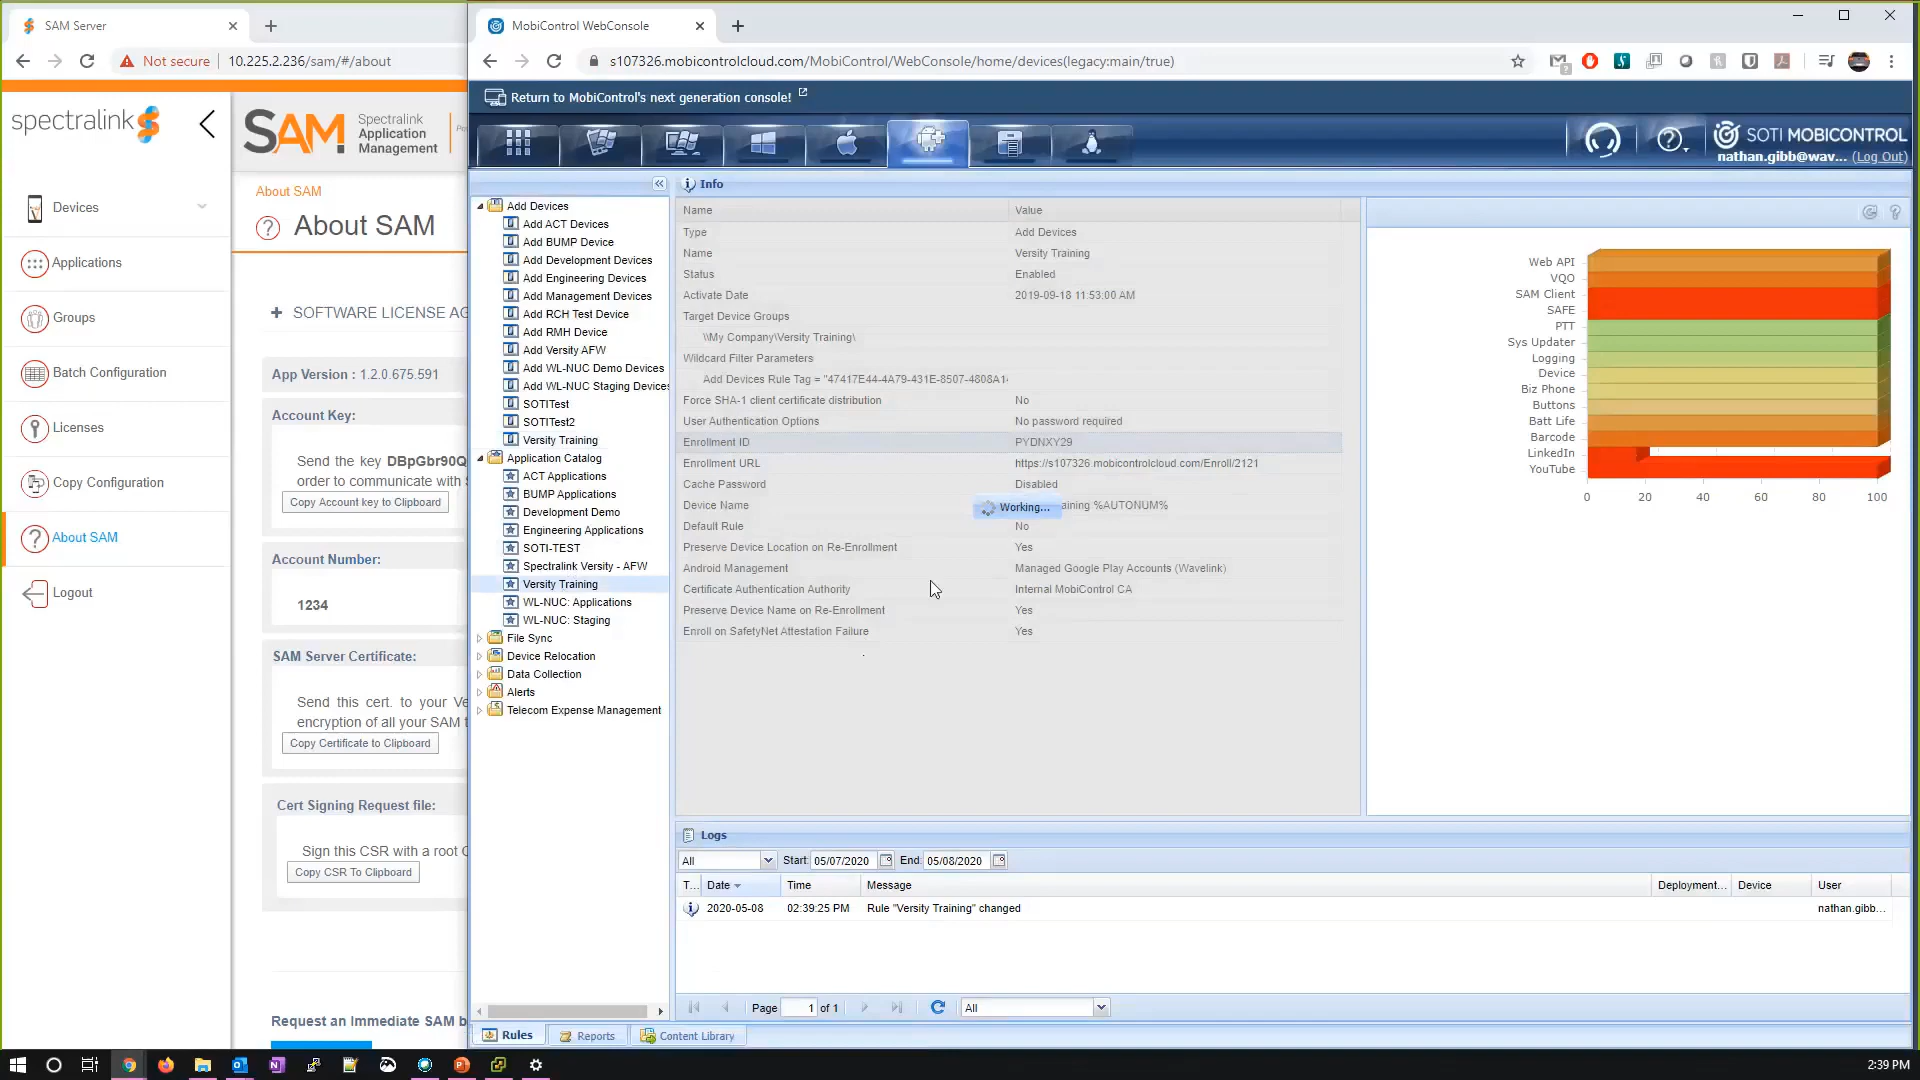 SAM Server
MobiControl WebConsole
Not secure
10.225.2.236/sam/#/about
s107326.mobicontrolcloud.com/MobiControl/WebConsole/home/devices(legacy:main/true)
Return to MobiControl's next generation console!
spectralink
SAM
Spectralink
Application
Management
SOTI MOBICONTROL
nathan.gibb@wav... (Log Out)
Devices
Applications
Groups
Batch Configuration
Licenses
Copy Configuration
About SAM
Logout
About SAM
About SAM
SOFTWARE LICENSE AG
App Version : 1.2.0.675.591
Account Key:
Send the key DBpGbr90Q
order to communicate with
Copy Account key to Clipboard
Account Number:
1234
SAM Server Certificate:
Send this cert. to your Ve
encryption of all your SAM t
Copy Certificate to Clipboard
Cert Signing Request file:
Sign this CSR with a root C
Copy CSR To Clipboard
Request an Immediate SAM b
Add Devices
Add ACT Devices
Add BUMP Device
Add Development Devices
Add Engineering Devices
Add Management Devices
Add RCH Test Device
Add RMH Device
Add Versity AFW
Add WL-NUC Demo Devices
Add WL-NUC Staging Devices
SOTITest
SOTITest2
Versity Training
Application Catalog
ACT Applications
BUMP Applications
Development Demo
Engineering Applications
SOTI-TEST
Spectralink Versity - AFW
Versity Training
WL-NUC: Applications
WL-NUC: Staging
File Sync
Device Relocation
Data Collection
Alerts
Telecom Expense Management
Info
Name Value
Type Add Devices
Name Versity Training
Status Enabled
Activate Date 2019-09-18 11:53:00 AM
Target Device Groups
\\My Company\Versity Training\
Wildcard Filter Parameters
Add Devices Rule Tag = "47417E44-4A79-431E-8507-4808A1
Force SHA-1 client certificate distribution No
User Authentication Options No password required
Enrollment ID PYDNXY29
Enrollment URL https://s107326.mobicontrolcloud.com/Enroll/2121
Cache Password Disabled
Device Name aining %AUTONUM%
Working...
Default Rule No
Preserve Device Location on Re-Enrollment Yes
Android Management Managed Google Play Accounts (Wavelink)
Certificate Authentication Authority Internal MobiControl CA
Preserve Device Name on Re-Enrollment Yes
Enroll on SafetyNet Attestation Failure Yes
Web API
VQO
SAM Client
SAFE
PTT
Sys Updater
Logging
Device
Biz Phone
Buttons
Batt Life
Barcode
LinkedIn
YouTube
0 20 40 60 80 100
Logs
All Start: 05/07/2020 End: 05/08/2020
T... Date Time Message Deployment... Device User
2020-05-08 02:39:25 PM Rule "Versity Training" changed nathan.gibb...
Page 1 of 1 All
Rules Reports Content Library
2:39 PM